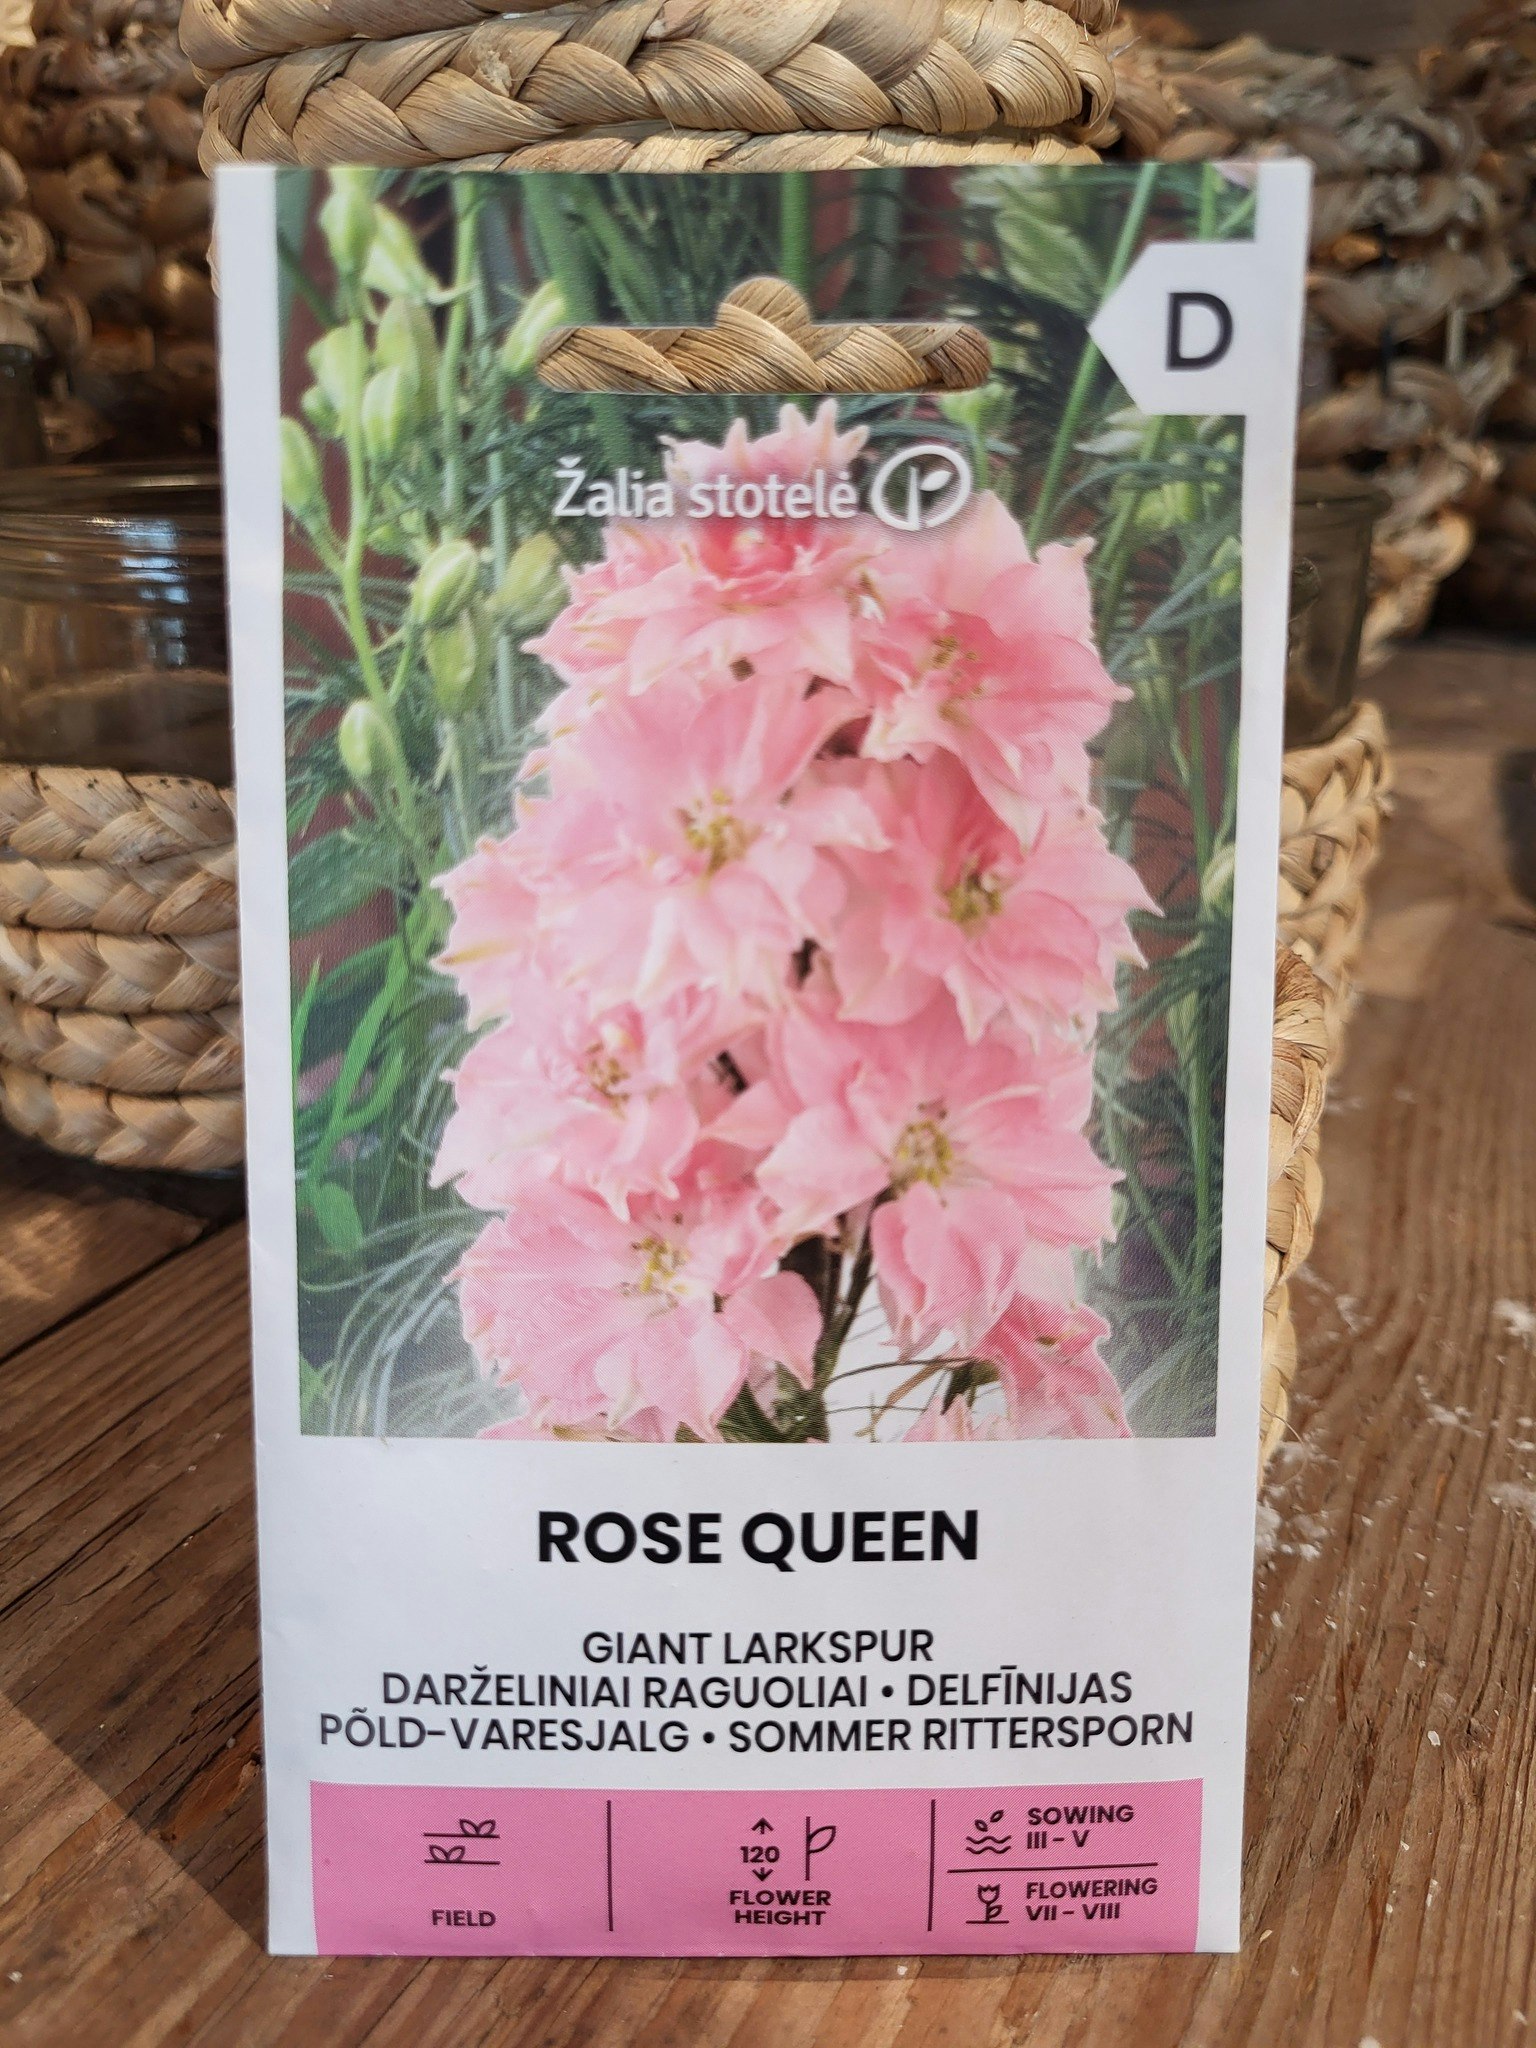 D
Žalia stotelė
ROSE QUEEN
GIANT LARKSPUR
DARŽELINIAI RAGUOLIAI • DELFĪNIJAS
PÕLD-VARESJALG • SOMMER RITTERSPORN
FIELD
120
FLOWER
HEIGHT
SOWING
III - V
FLOWERING
VII - VIII